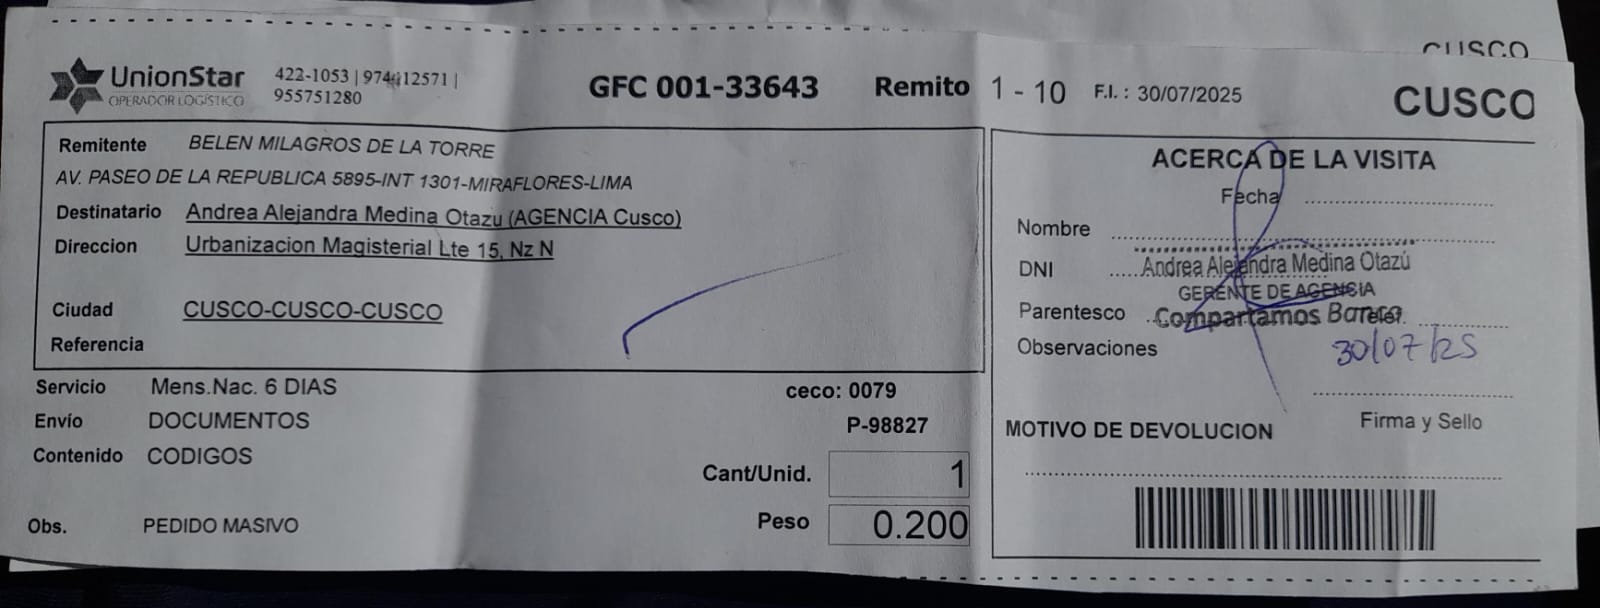 CUSCO
UnionStar
OPERADOR LOGÍSTICO
422-1053 | 974412571 |
955751280
GFC 001-33643
Remito 1 - 10
F.I. : 30/07/2025
CUSCO
Remitente BELEN MILAGROS DE LA TORRE
AV. PASEO DE LA REPUBLICA 5895-INT 1301-MIRAFLORES-LIMA
Destinatario Andrea Alejandra Medina Otazu (AGENCIA Cusco)
Direccion Urbanizacion Magisterial Lte 15, Nz N
Ciudad CUSCO-CUSCO-CUSCO
Referencia
Servicio Mens.Nac. 6 DIAS
Envío DOCUMENTOS
Contenido CODIGOS
Obs. PEDIDO MASIVO
ceco: 0079
P-98827
Cant/Unid. 1
Peso 0.200
ACERCA DE LA VISITA
Fecha
Nombre
DNI
Andrea Alejandra Medina Otazú
GERENTE DE AGENCIA
Parentesco
Compartamos Banco
Observaciones
30/07/25
Firma y Sello
MOTIVO DE DEVOLUCION